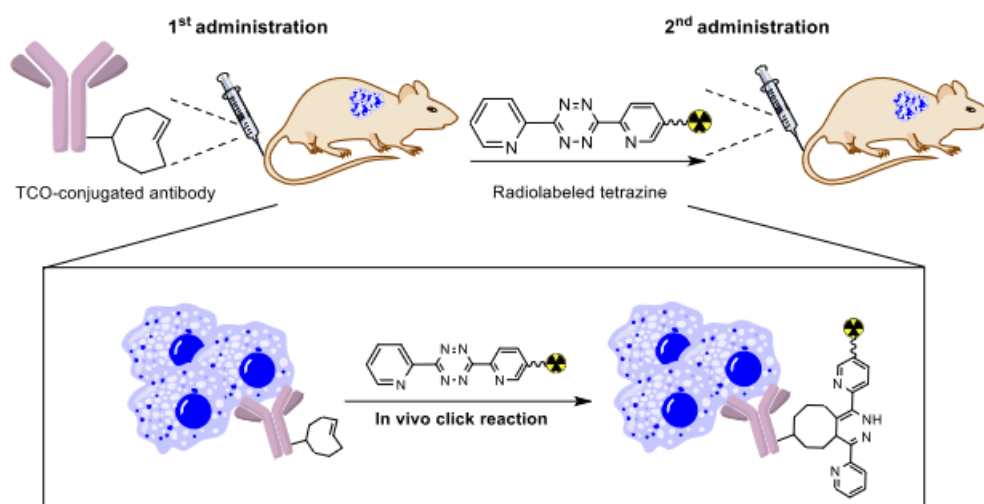 1st administration
2nd administration
N=N
N=N
N
N
TCO-conjugated antibody
Radiolabeled tetrazine
N=N
N=N
N
N
In vivo click reaction
N
NH
N
N